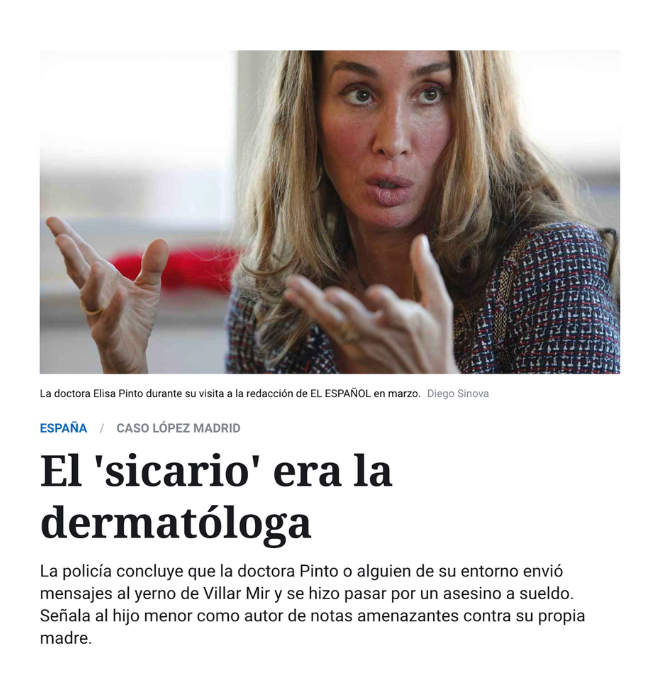 La doctora Elisa Pinto durante su visita a la redacción de EL ESPAÑOL en marzo. Diego Sinova
ESPAÑA / CASO LÓPEZ MADRID
El 'sicario' era la
dermatóloga
La policía concluye que la doctora Pinto o alguien de su entorno envió
mensajes al yerno de Villar Mir y se hizo pasar por un asesino a sueldo.
Señala al hijo menor como autor de notas amenazantes contra su propia
madre.